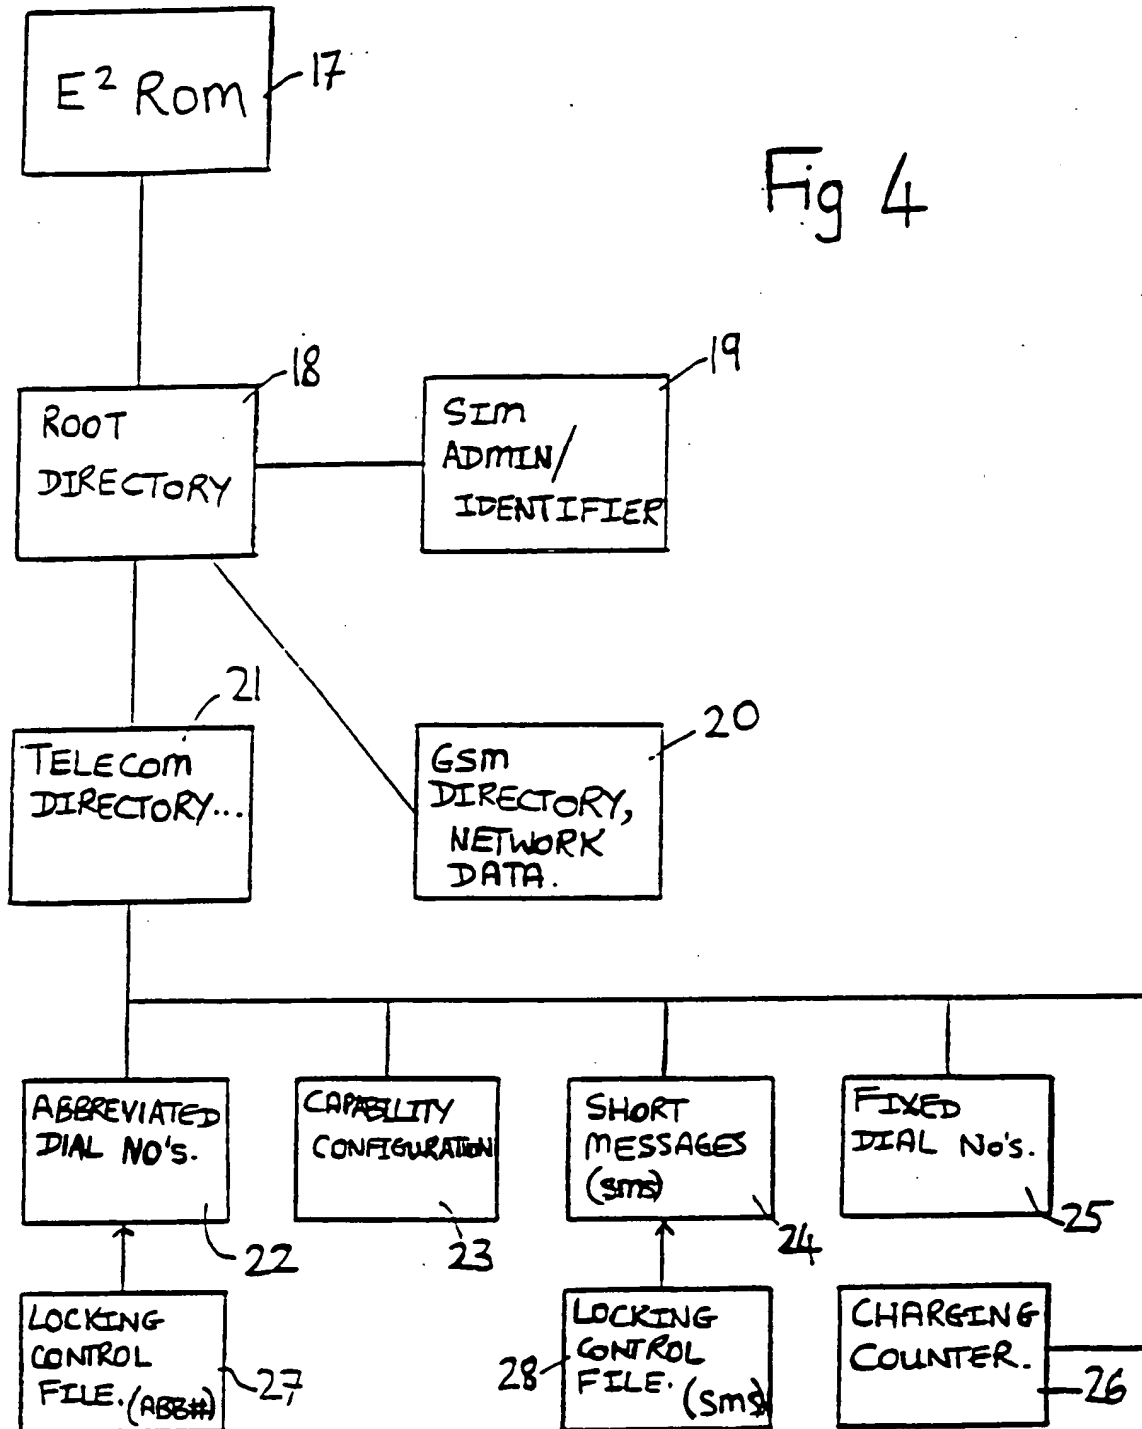 E² Rom
17
Fig 4
18
ROOT
DIRECTORY
19
SIM
ADMIN/
IDENTIFIER
21
TELECOM
DIRECTORY...
20
GSM
DIRECTORY,
NETWORK
DATA.
ABBREVIATED
DIAL NO's.
22
CAPABILITY
CONFIGURATION
23
SHORT
MESSAGES
(SMS)
24
FIXED
DIAL No's.
25
LOCKING
CONTROL
FILE. (ABB#)
27
28
LOCKING
CONTROL
FILE. (SMS)
CHARGING
COUNTER.
26